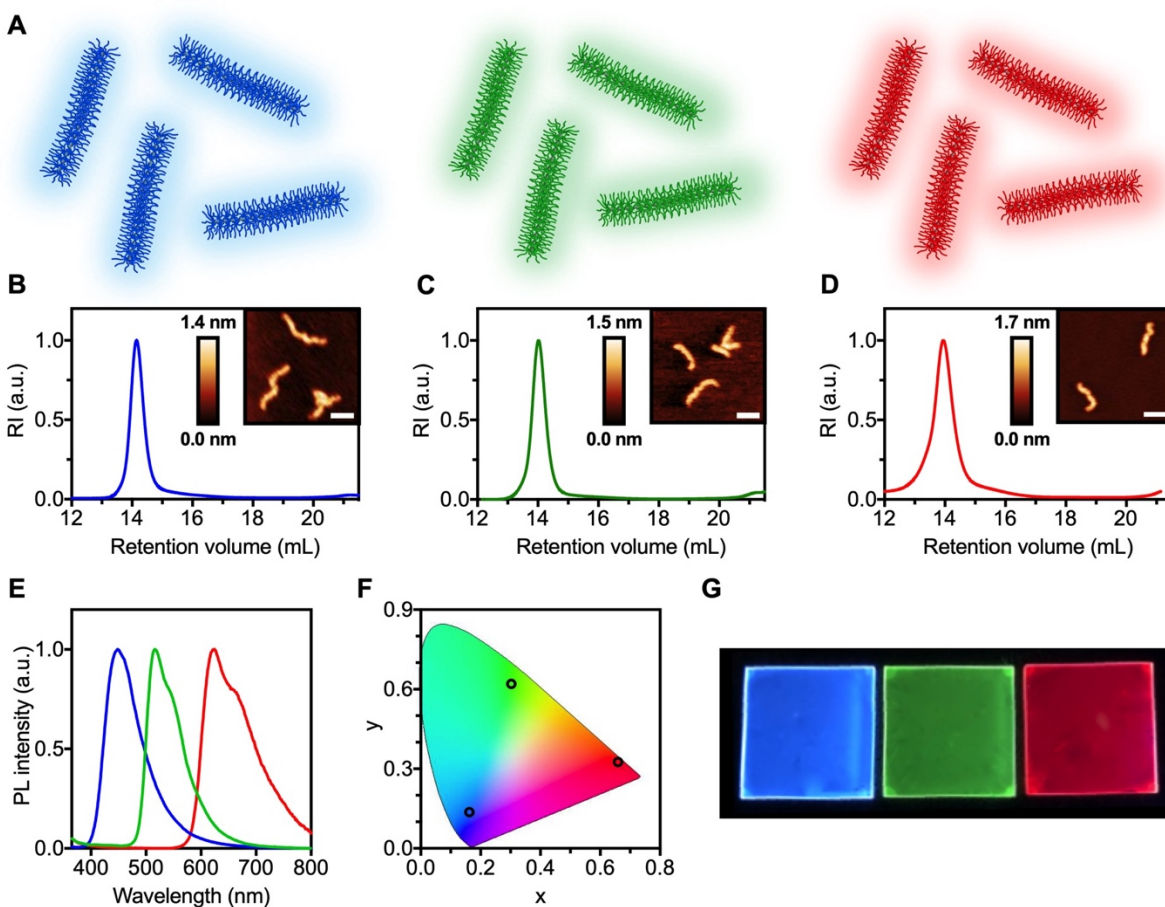 A
B
1.4 nm
0.0 nm
RI (a.u.)
1.0
0.5
0.0
12 14 16 18 20
Retention volume (mL)
C
1.5 nm
0.0 nm
RI (a.u.)
1.0
0.5
0.0
12 14 16 18 20
Retention volume (mL)
D
1.7 nm
0.0 nm
RI (a.u.)
1.0
0.5
0.0
12 14 16 18 20
Retention volume (mL)
E
PL intensity (a.u.)
1.0
0.5
0.0
400 500 600 700 800
Wavelength (nm)
F
y
0.9
0.6
0.3
0.0
0.0 0.2 0.4 0.6 0.8
x
G